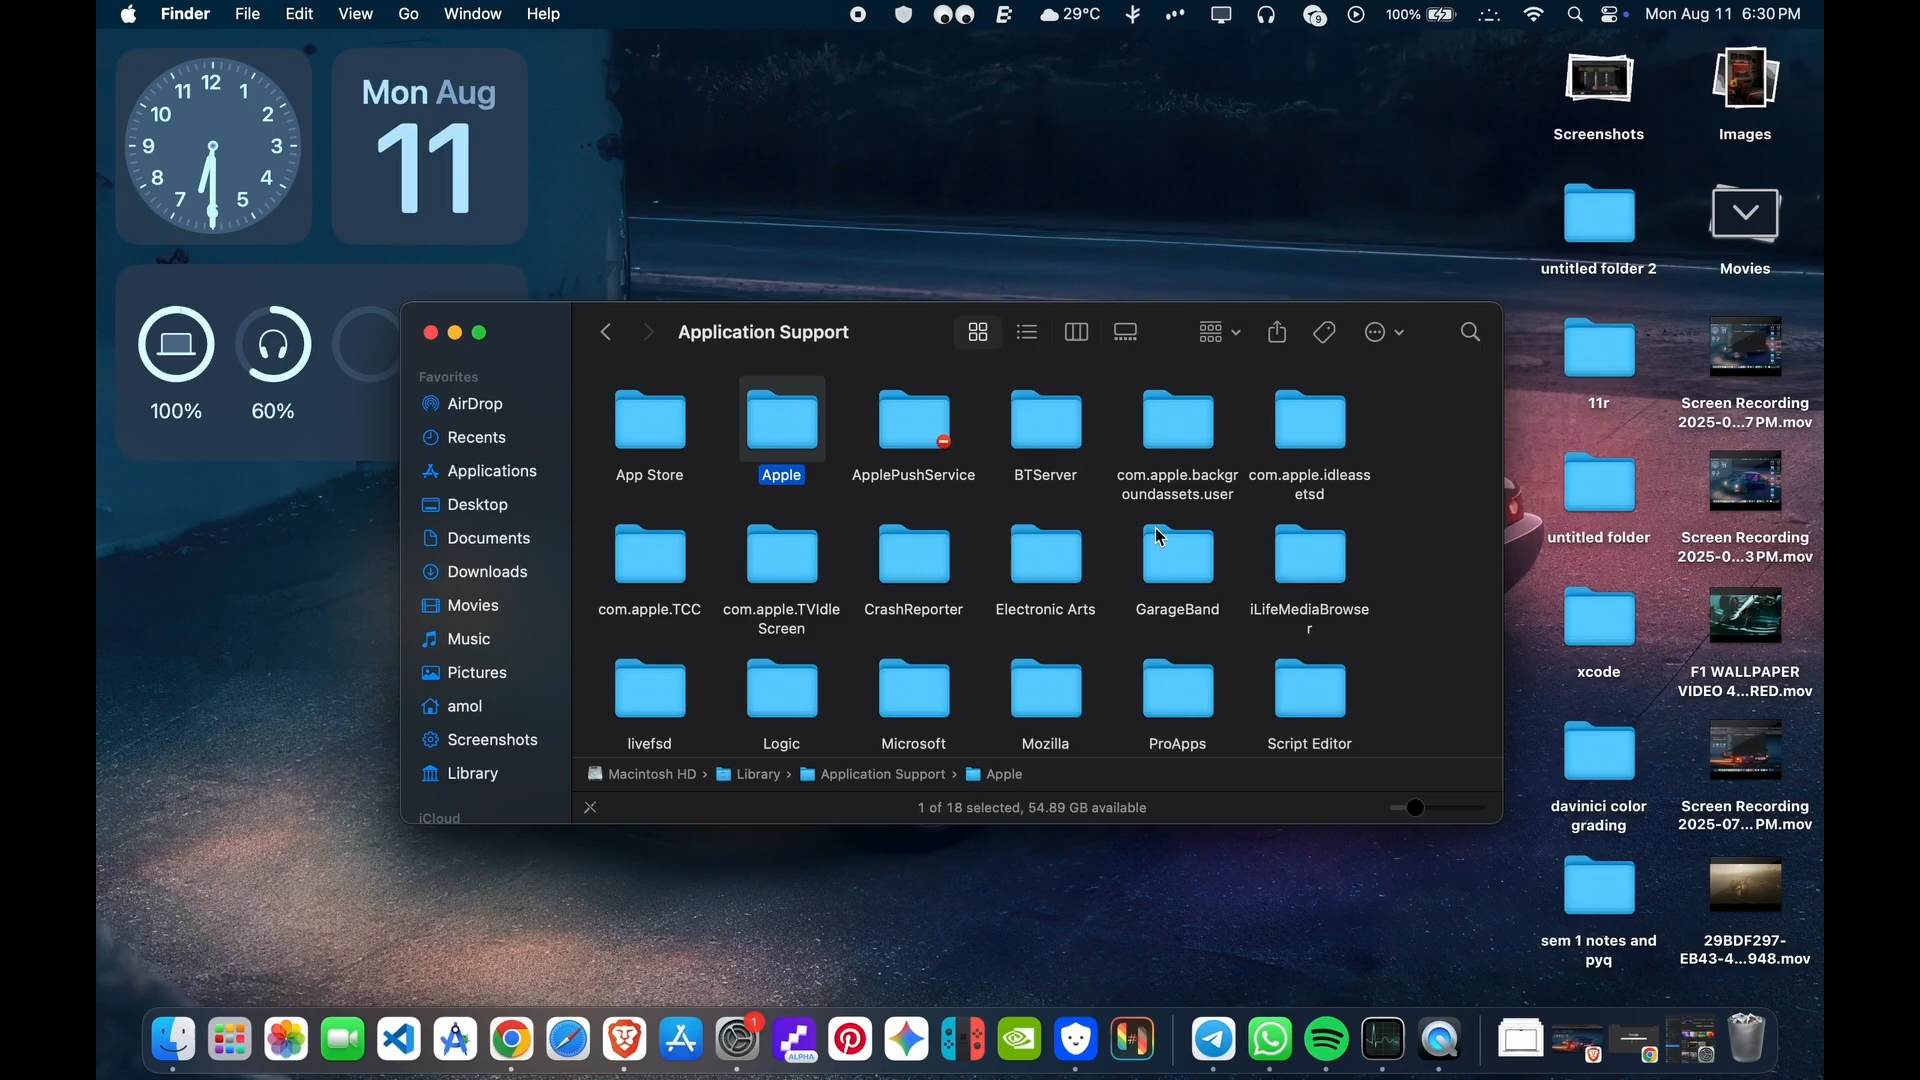 Finder File Edit View Go Window Help
9
29°C
100%
Mon Aug 11 6:30 PM
12
11 1
10 2
9 3
8 4
7 5
6
Mon Aug
11
100% 60%
Screenshots
Images
untitled folder 2
Movies
11r
Screen Recording
2025-0...7PM.mov
untitled folder
Screen Recording
2025-0...3PM.mov
xcode
F1 WALLPAPER
VIDEO 4...RED.mov
davinici color
grading
Screen Recording
2025-07...PM.mov
sem 1 notes and
pyq
29BDF297-
EB43-4...948.mov
Application Support
Favorites
AirDrop
Recents
Applications
Desktop
Documents
Downloads
Movies
Music
Pictures
amol
Screenshots
Library
iCloud
App Store
Apple
ApplePushService
BTServer
com.apple.backgr
oundassets.user
com.apple.idleass
etsd
com.apple.TCC
com.apple.TVIdle
Screen
CrashReporter
Electronic Arts
GarageBand
iLifeMediaBrowse
r
livefsd
Logic
Microsoft
Mozilla
ProApps
Script Editor
Macintosh HD › Library › Application Support › Apple
1 of 18 selected, 54.89 GB available
1
ALPHA